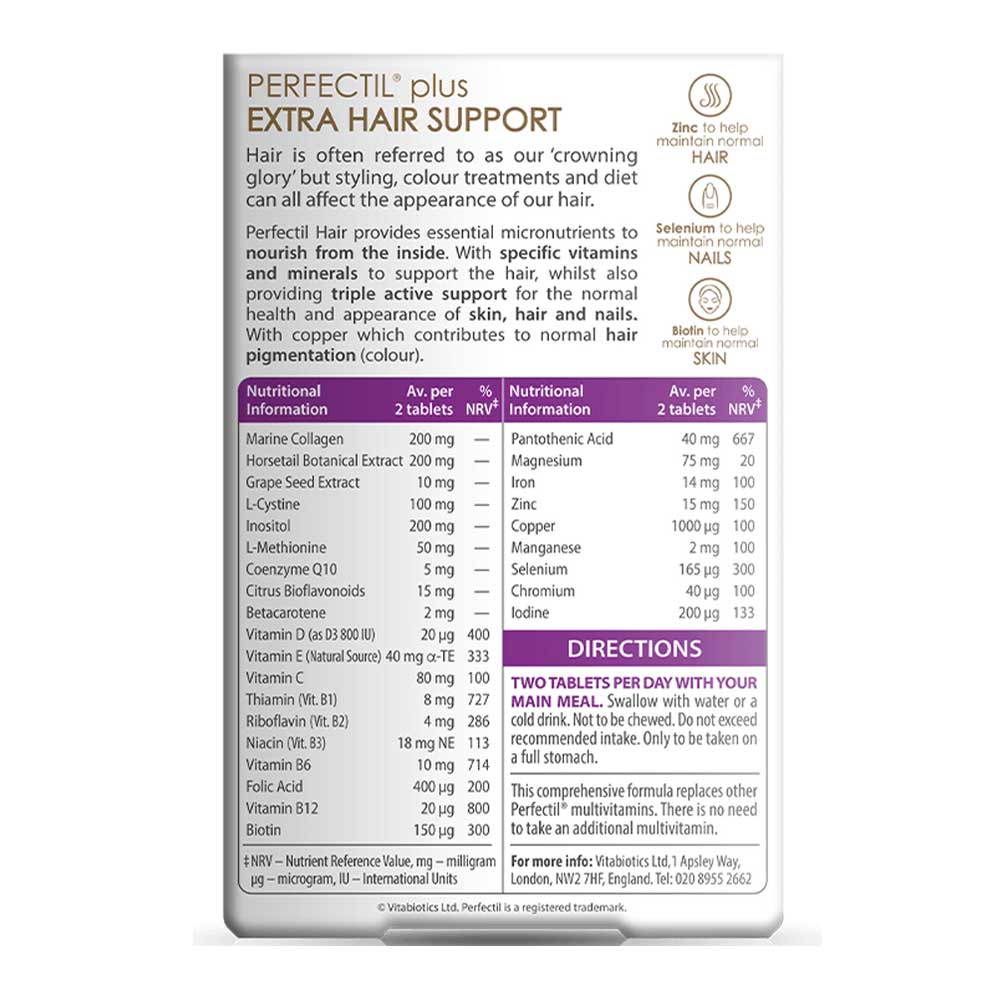 PERFECTIL® plus
EXTRA HAIR SUPPORT
Hair is often referred to as our ‘crowning
glory’ but styling, colour treatments and diet
can all affect the appearance of our hair.
Perfectil Hair provides essential micronutrients to
nourish from the inside. With specific vitamins
and minerals to support the hair, whilst also
providing triple active support for the normal
health and appearance of skin, hair and nails.
With copper which contributes to normal hair
pigmentation (colour).
Zinc to help
maintain normal
HAIR
Selenium to help
maintain normal
NAILS
Biotin to help
maintain normal
SKIN
Nutritional Av. per %
Information 2 tablets NRV‡
Marine Collagen 200 mg —
Horsetail Botanical Extract 200 mg —
Grape Seed Extract 10 mg —
L-Cystine 100 mg —
Inositol 200 mg —
L-Methionine 50 mg —
Coenzyme Q10 5 mg —
Citrus Bioflavonoids 15 mg —
Betacarotene 2 mg —
Vitamin D (as D3 800 IU) 20 µg 400
Vitamin E (Natural Source) 40 mg α-TE 333
Vitamin C 80 mg 100
Thiamin (Vit. B1) 8 mg 727
Riboflavin (Vit. B2) 4 mg 286
Niacin (Vit. B3) 18 mg NE 113
Vitamin B6 10 mg 714
Folic Acid 400 µg 200
Vitamin B12 20 µg 800
Biotin 150 µg 300
‡NRV – Nutrient Reference Value, mg – milligram
µg – microgram, IU – International Units
Nutritional Av. per %
Information 2 tablets NRV‡
Pantothenic Acid 40 mg 667
Magnesium 75 mg 20
Iron 14 mg 100
Zinc 15 mg 150
Copper 1000 µg 100
Manganese 2 mg 100
Selenium 165 µg 300
Chromium 40 µg 100
Iodine 200 µg 133
DIRECTIONS
TWO TABLETS PER DAY WITH YOUR
MAIN MEAL. Swallow with water or a
cold drink. Not to be chewed. Do not exceed
recommended intake. Only to be taken on
a full stomach.
This comprehensive formula replaces other
Perfectil® multivitamins. There is no need
to take an additional multivitamin.
For more info: Vitabiotics Ltd,1 Apsley Way,
London, NW2 7HF, England. Tel: 020 8955 2662
© Vitabiotics Ltd. Perfectil is a registered trademark.